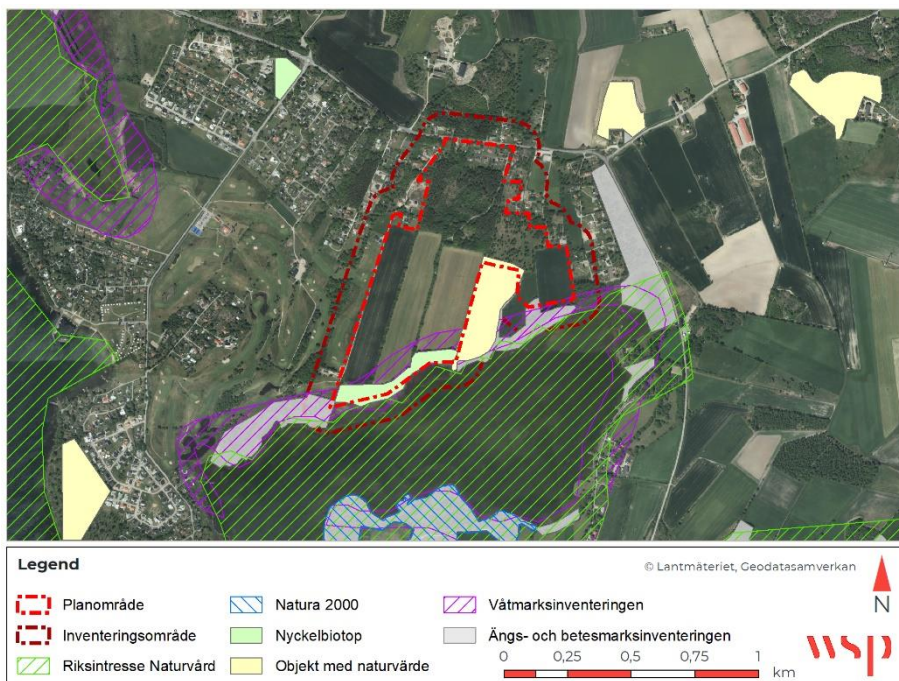 Legend
© Lantmäteriet, Geodatasamverkan
Planområde
Natura 2000
Våtmarksinventeringen
N
Inventeringsområde
Nyckelbiotop
Ängs- och betesmarksinventeringen
Riksintresse Naturvård
Objekt med naturvärde
0 0,25 0,5 0,75 1
km
wsp